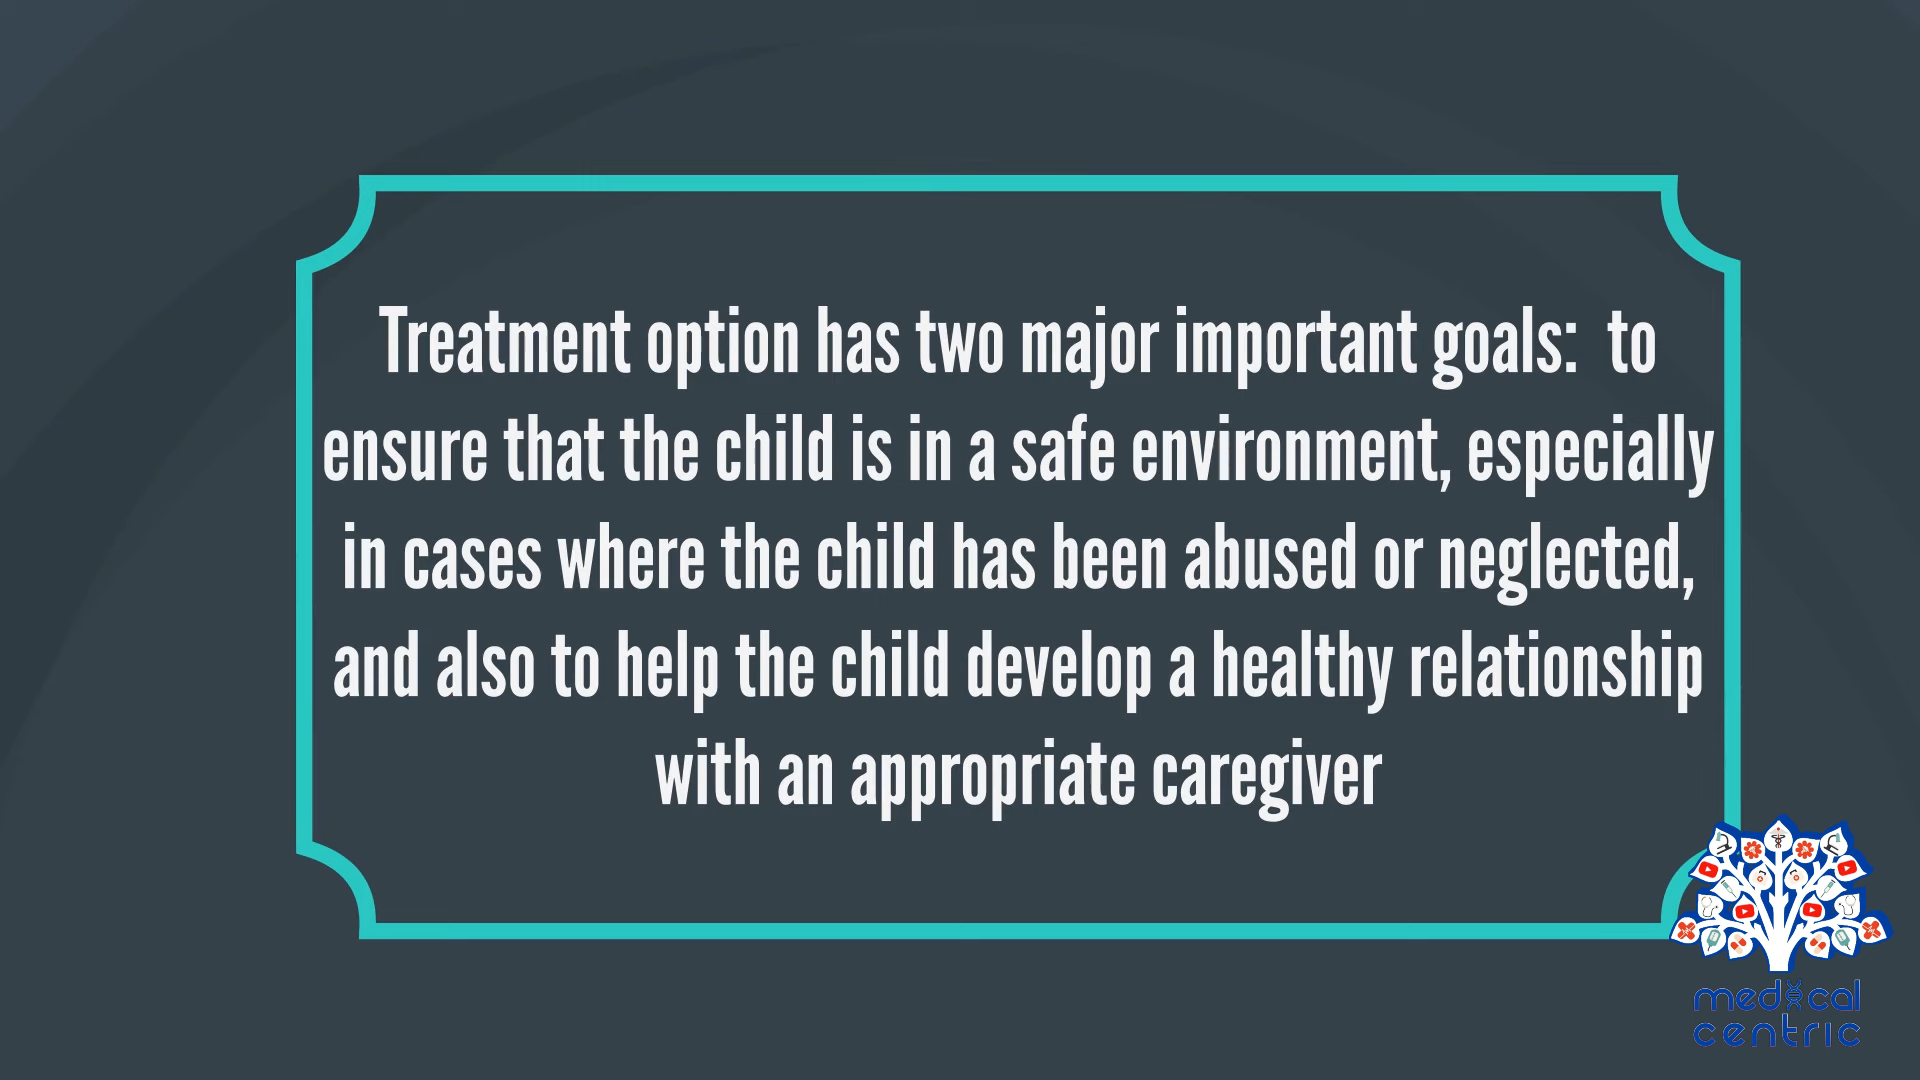 Treatment option has two major important goals:  to
ensure that the child is in a safe environment, especially
in cases where the child has been abused or neglected,
and also to help the child develop a healthy relationship
with an appropriate caregiver
medical
centric